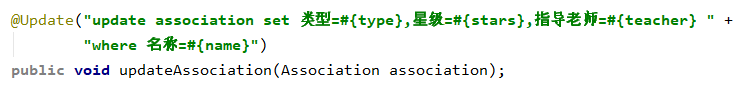 @Update("update association set 类型=#{type},星级=#{stars},指导老师=#{teacher} " +
"where 名称=#{name}")
public void updateAssociation(Association association);